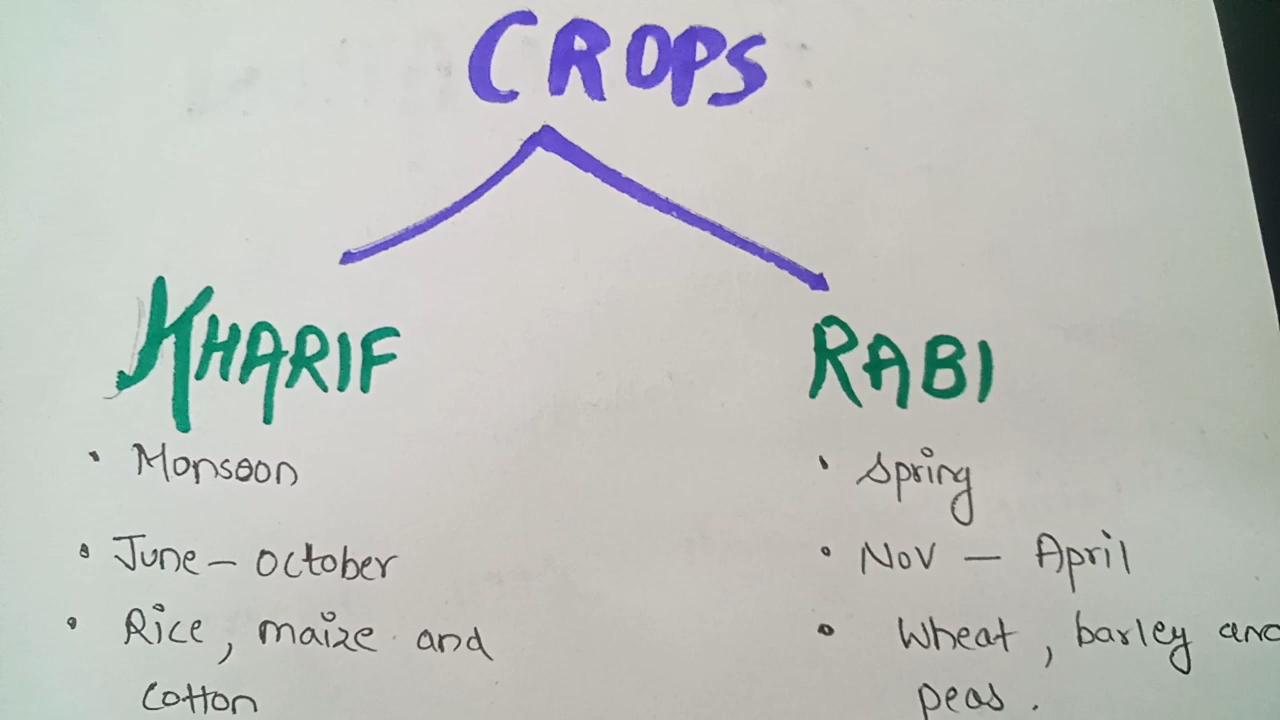 CROPS
KHARIF
• Monsoon
• June – October
• Rice, maize and
cotton
RABI
• Spring
• Nov – April
• Wheat, barley and
peas.